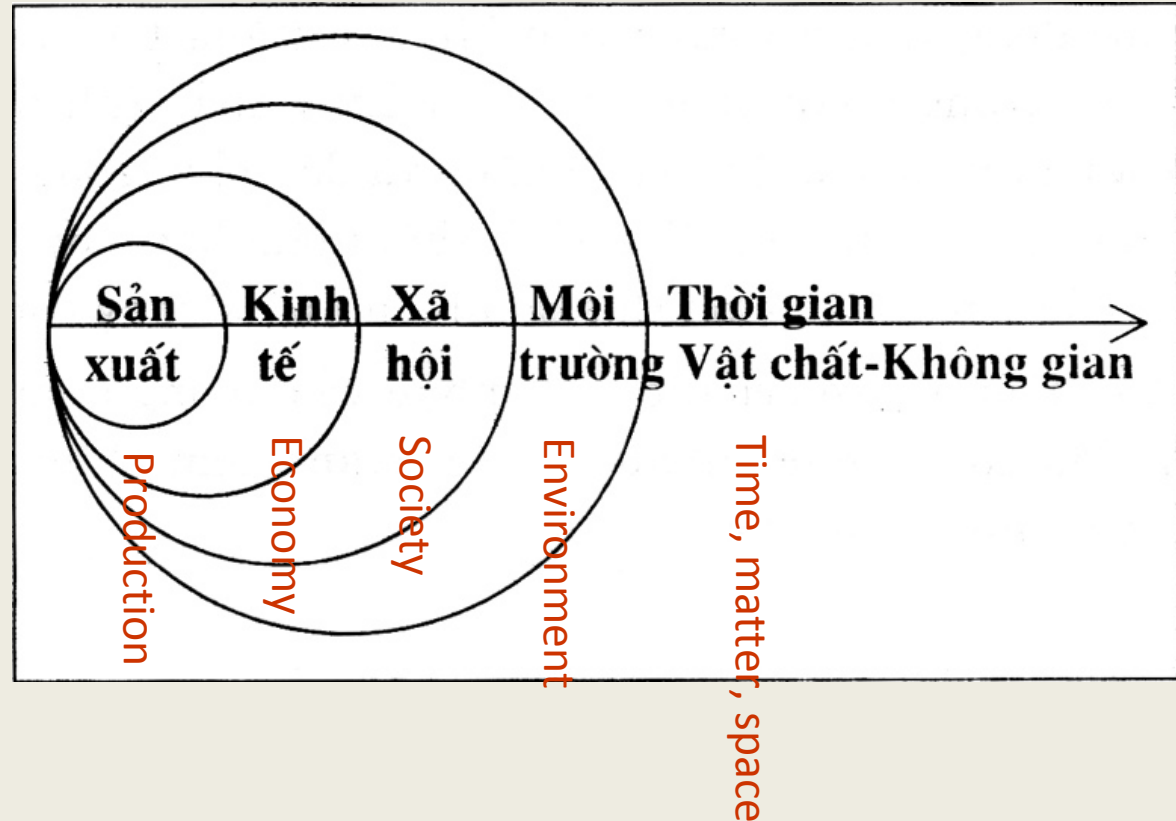 Sản Kinh Xã Môi Thời gian
xuất tế hội trường Vật chất-Không gian
Production
Economy
Society
Environment
Time, matter, space